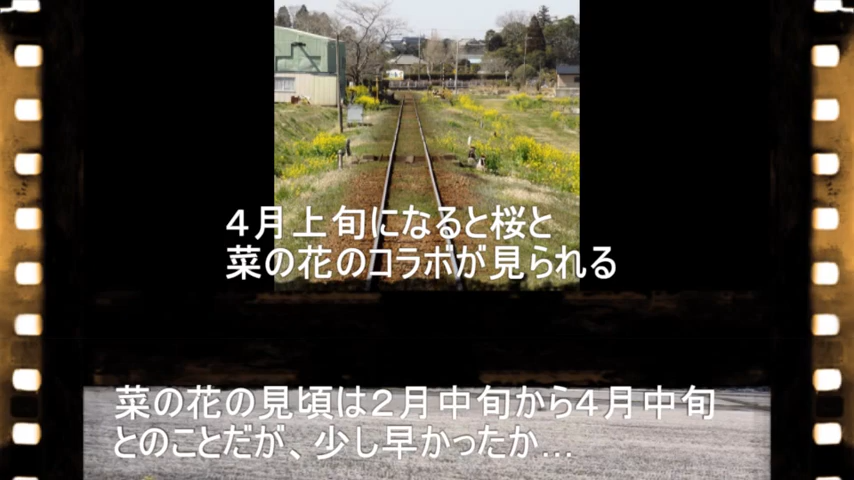 ４月上旬になると桜と
菜の花のコラボが見られる
菜の花の見頃は２月中旬から４月中旬
とのことだが、少し早かったか…